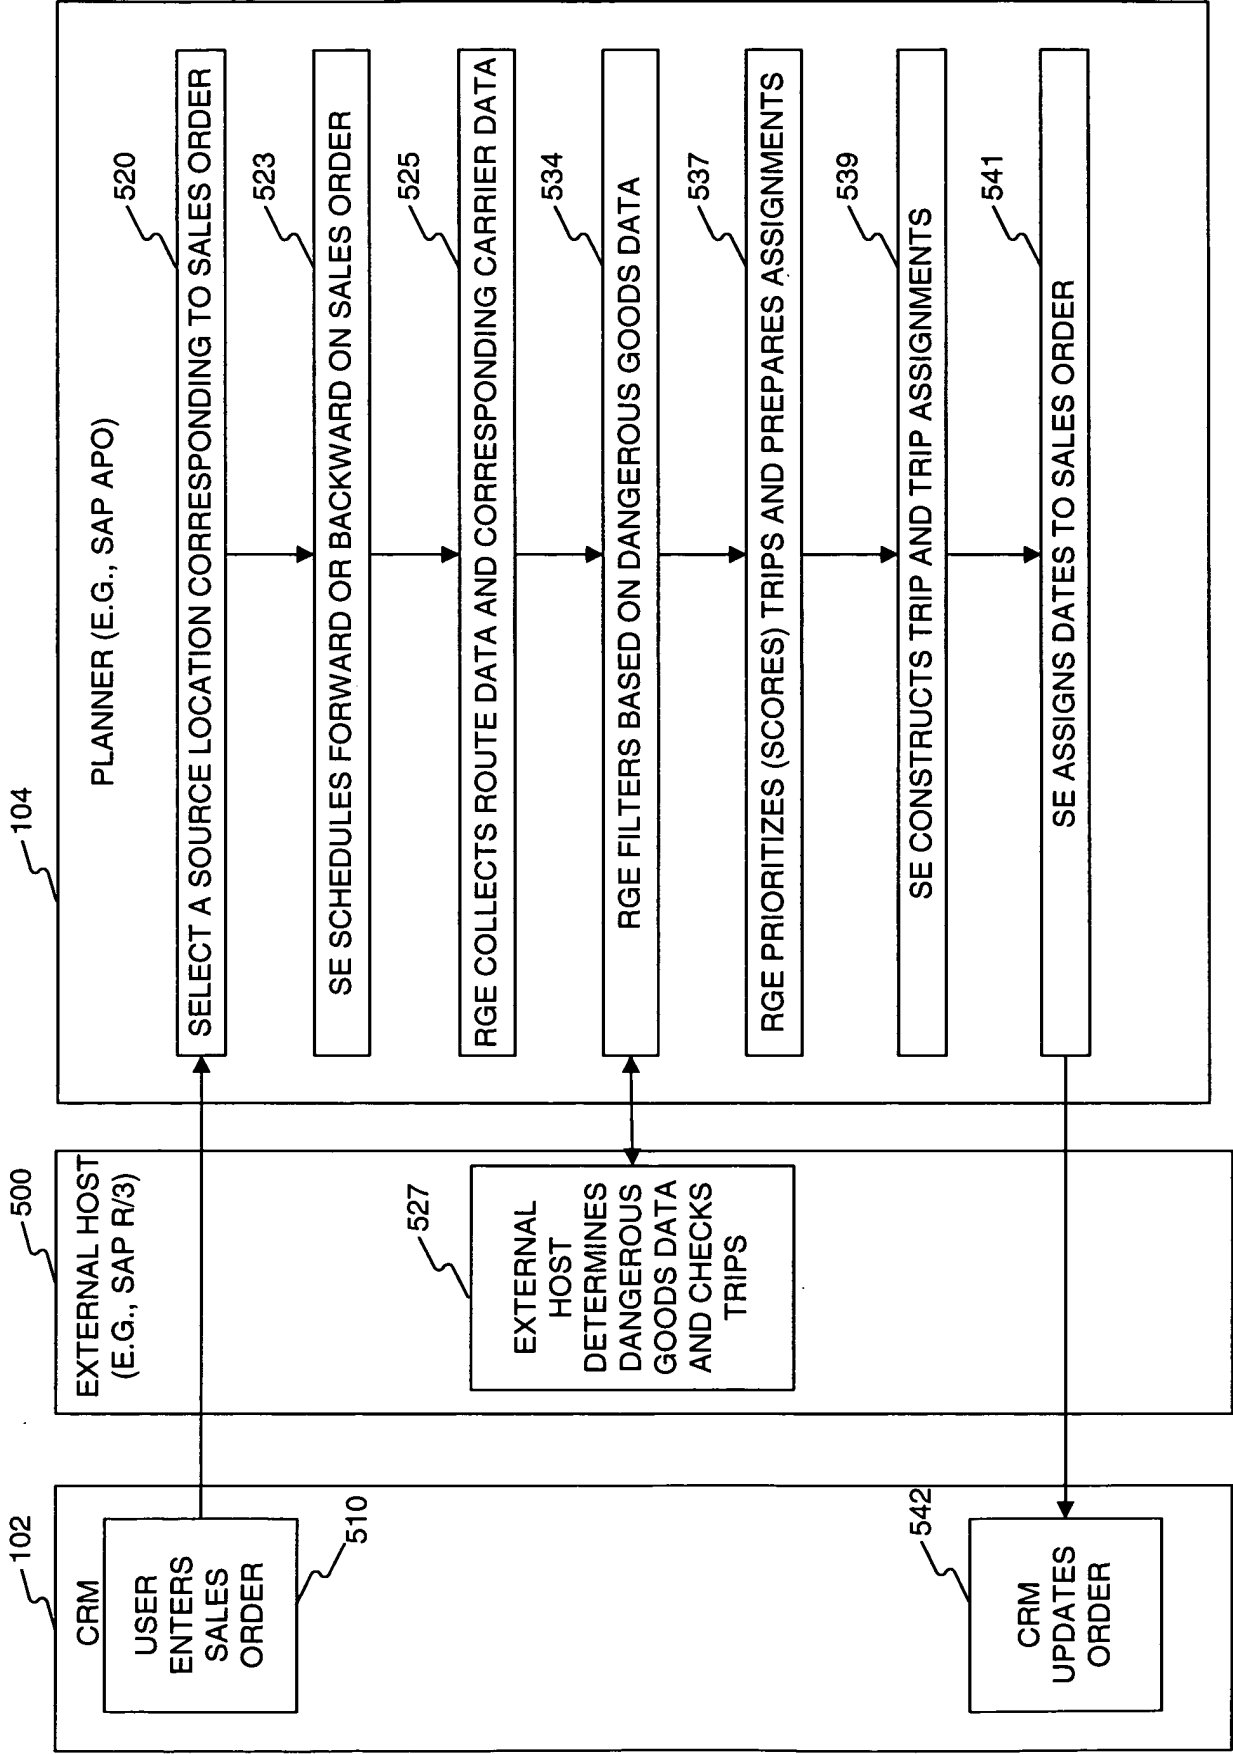 102
CRM
USER
ENTERS
SALES
ORDER
510
542
CRM
UPDATES
ORDER
500
EXTERNAL HOST
(E.G., SAP R/3)
527
EXTERNAL
HOST
DETERMINES
DANGEROUS
GOODS DATA
AND CHECKS
TRIPS
104
PLANNER (E.G., SAP APO)
520
SELECT A SOURCE LOCATION CORRESPONDING TO SALES ORDER
523
SE SCHEDULES FORWARD OR BACKWARD ON SALES ORDER
525
RGE COLLECTS ROUTE DATA AND CORRESPONDING CARRIER DATA
534
RGE FILTERS BASED ON DANGEROUS GOODS DATA
537
RGE PRIORITIZES (SCORES) TRIPS AND PREPARES ASSIGNMENTS
539
SE CONSTRUCTS TRIP AND TRIP ASSIGNMENTS
541
SE ASSIGNS DATES TO SALES ORDER